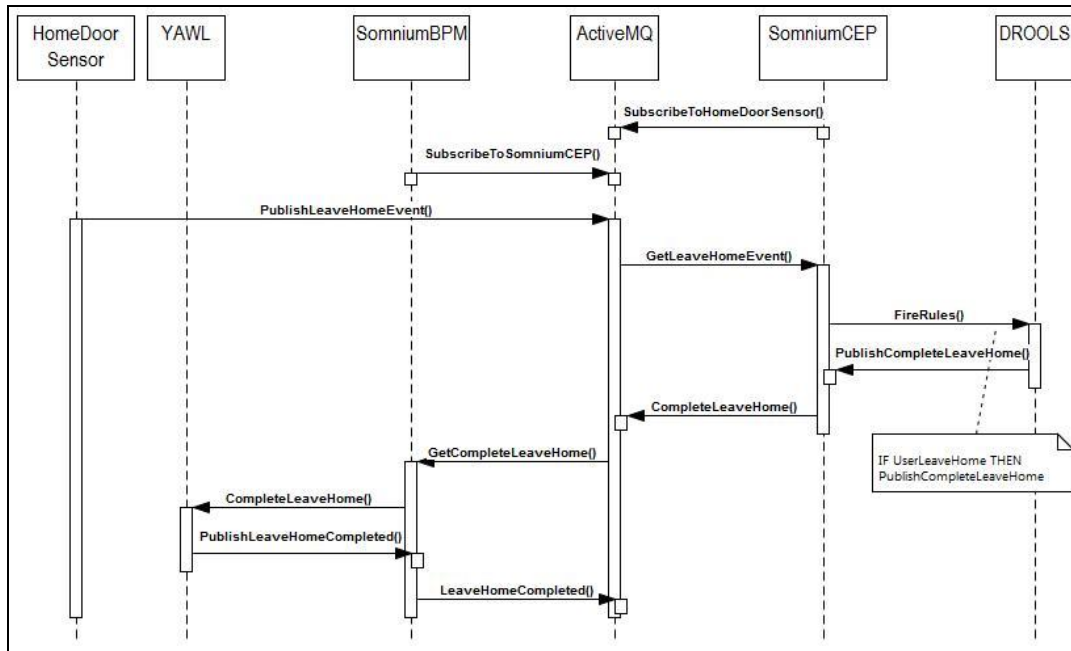 HomeDoor
Sensor
YAWL
SomniumBPM
ActiveMQ
SomniumCEP
DROOLS
SubscribeToHomeDoorSensor()
SubscribeToSomniumCEP()
PublishLeaveHomeEvent()
GetLeaveHomeEvent()
FireRules()
PublishCompleteLeaveHome()
CompleteLeaveHome()
IF UserLeaveHome THEN
PublishCompleteLeaveHome
GetCompleteLeaveHome()
CompleteLeaveHome()
PublishLeaveHomeCompleted()
LeaveHomeCompleted()